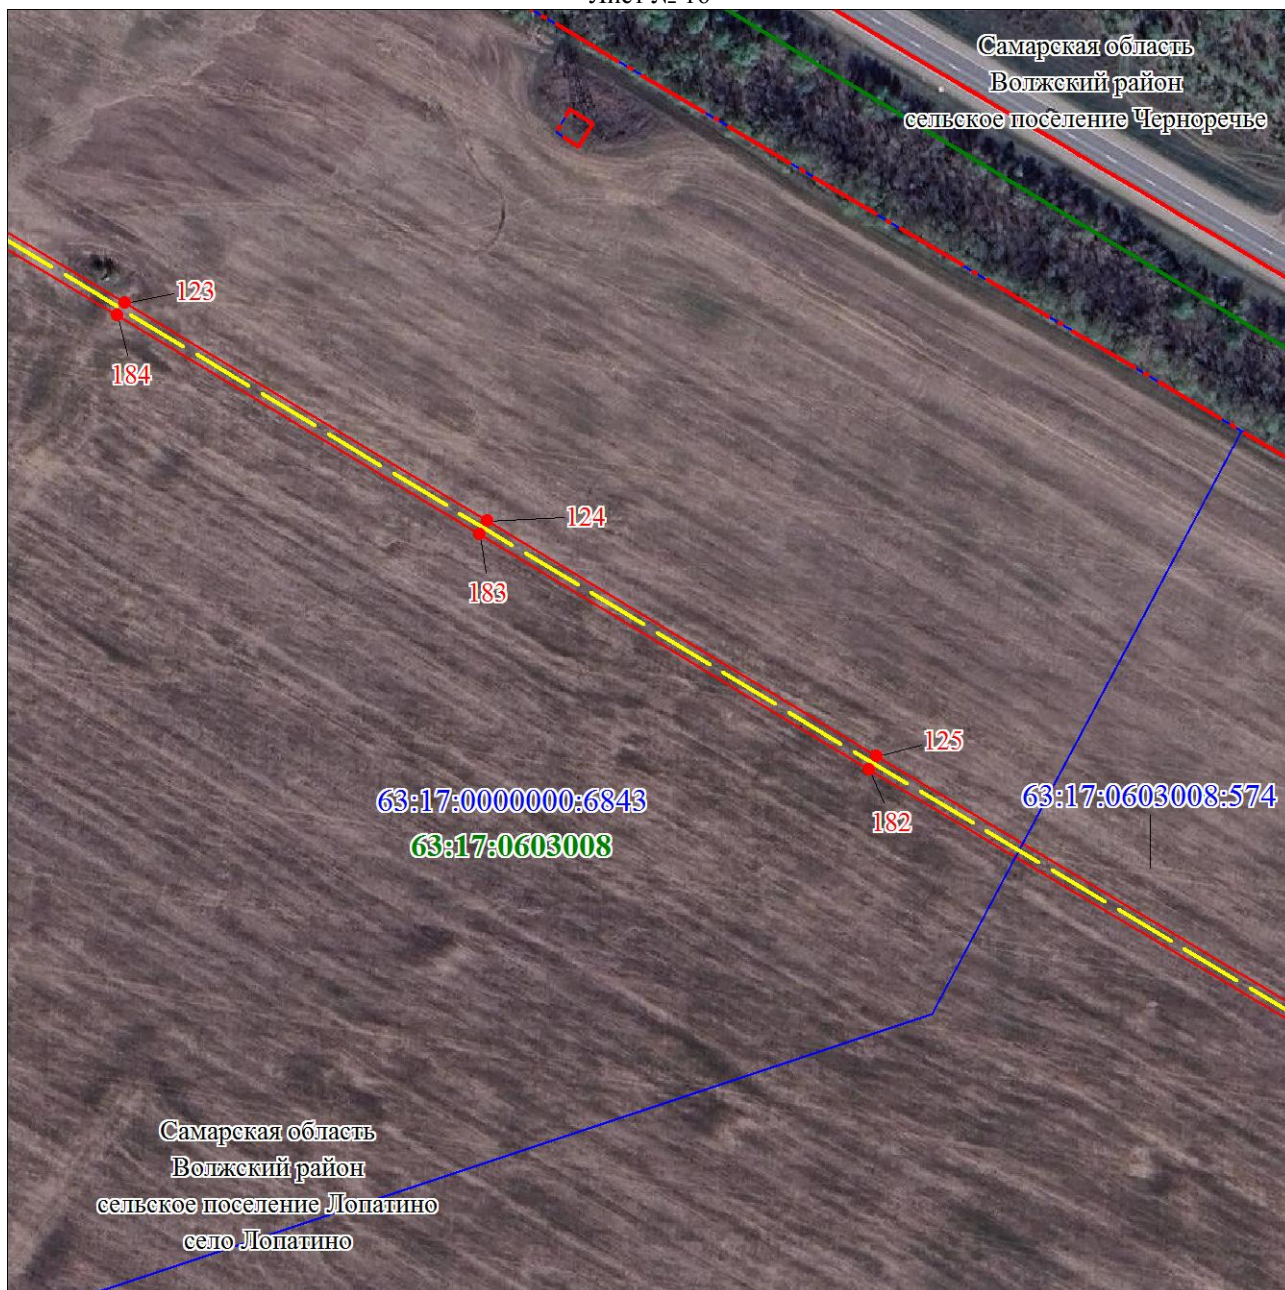 Самарская область
Волжский район
сельское поселение Черноречье
123
184
124
183
125
182
63:17:0000000:6843
63:17:0603008:574
63:17:0603008
Самарская область
Волжский район
сельское поселение Лопатино
село Лопатино